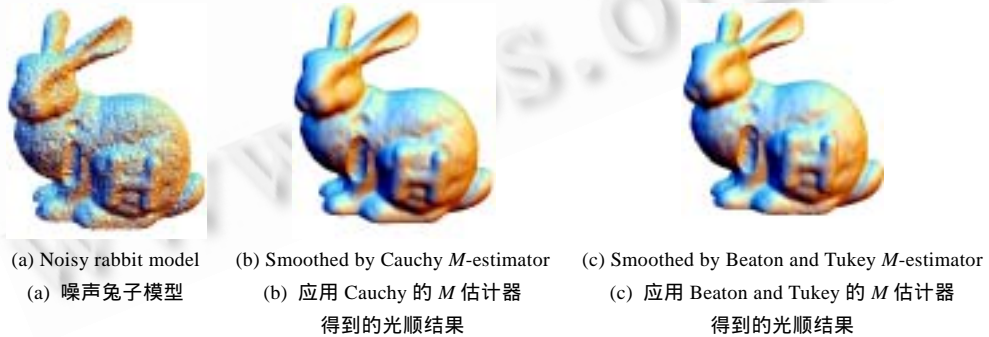 (a) Noisy rabbit model (b) Smoothed by Cauchy M-estimator (c) Smoothed by Beaton and Tukey M-estimator
(a) 噪声兔子模型 (b) 应用 Cauchy 的 M 估计器 (c) 应用 Beaton and Tukey 的 M 估计器
得到的光顺结果 得到的光顺结果